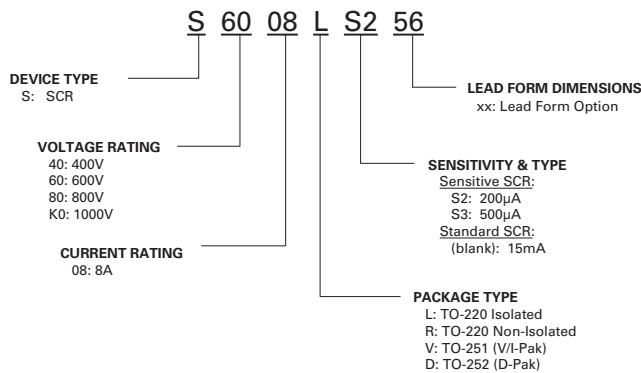 S 60 08 L S2 56
DEVICE TYPE
S: SCR
VOLTAGE RATING
40: 400V
60: 600V
80: 800V
K0: 1000V
CURRENT RATING
08: 8A
LEAD FORM DIMENSIONS
xx: Lead Form Option
SENSITIVITY & TYPE
Sensitive SCR:
S2: 200µA
S3: 500µA
Standard SCR:
(blank): 15mA
PACKAGE TYPE
L: TO-220 Isolated
R: TO-220 Non-Isolated
V: TO-251 (V/I-Pak)
D: TO-252 (D-Pak)